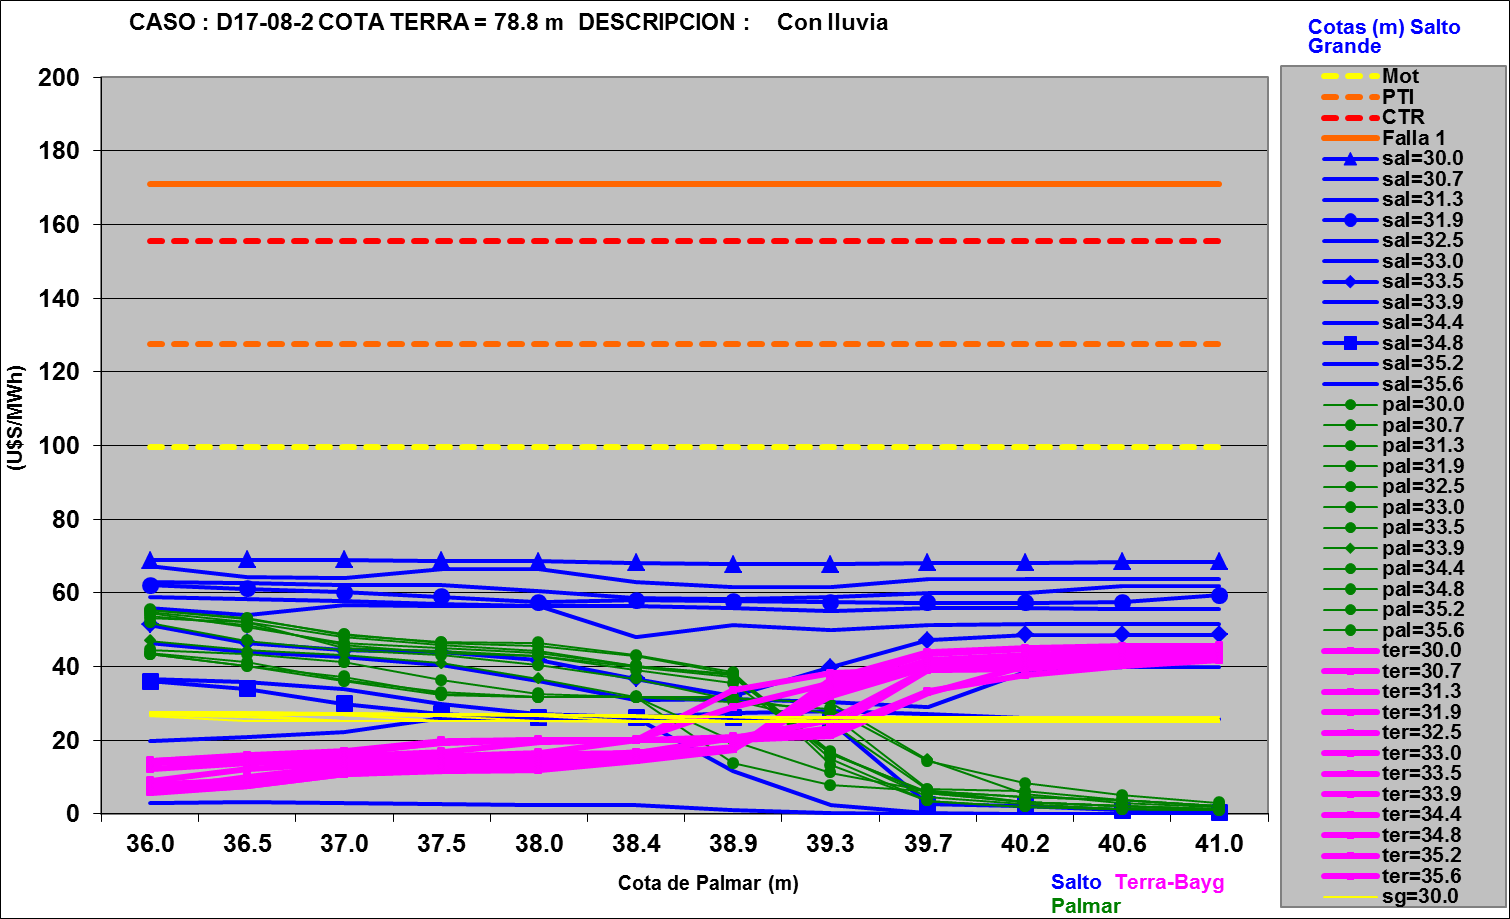 CASO : D17-08-2 COTA TERRA = 78.8 m DESCRIPCION : Con lluvia
Cotas (m) Salto
Grande
200
180
160
140
120
100
80
60
40
20
0
(U$S/MWh)
36.0 36.5 37.0 37.5 38.0 38.4 38.9 39.3 39.7 40.2 40.6 41.0
Cota de Palmar (m)
Salto Terra-Bayg
Palmar
Mot
PTI
CTR
Falla 1
sal=30.0
sal=30.7
sal=31.3
sal=31.9
sal=32.5
sal=33.0
sal=33.5
sal=33.9
sal=34.4
sal=34.8
sal=35.2
sal=35.6
pal=30.0
pal=30.7
pal=31.3
pal=31.9
pal=32.5
pal=33.0
pal=33.5
pal=33.9
pal=34.4
pal=34.8
pal=35.2
pal=35.6
ter=30.0
ter=30.7
ter=31.3
ter=31.9
ter=32.5
ter=33.0
ter=33.5
ter=33.9
ter=34.4
ter=34.8
ter=35.2
ter=35.6
sg=30.0